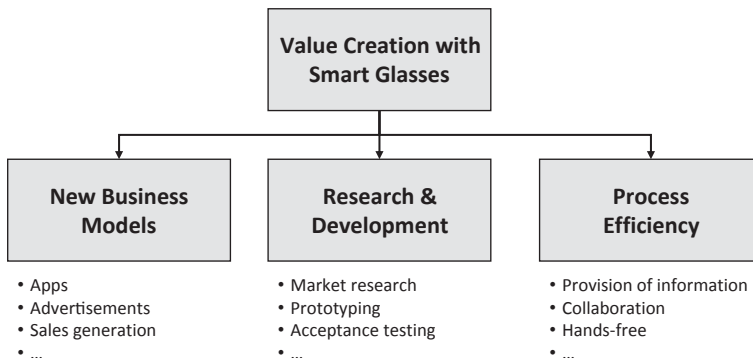 Value Creation with
Smart Glasses
New Business
Models
• Apps
• Advertisements
• Sales generation
• ...
Research &
Development
• Market research
• Prototyping
• Acceptance testing
• ...
Process
Efficiency
• Provision of information
• Collaboration
• Hands-free
• ...